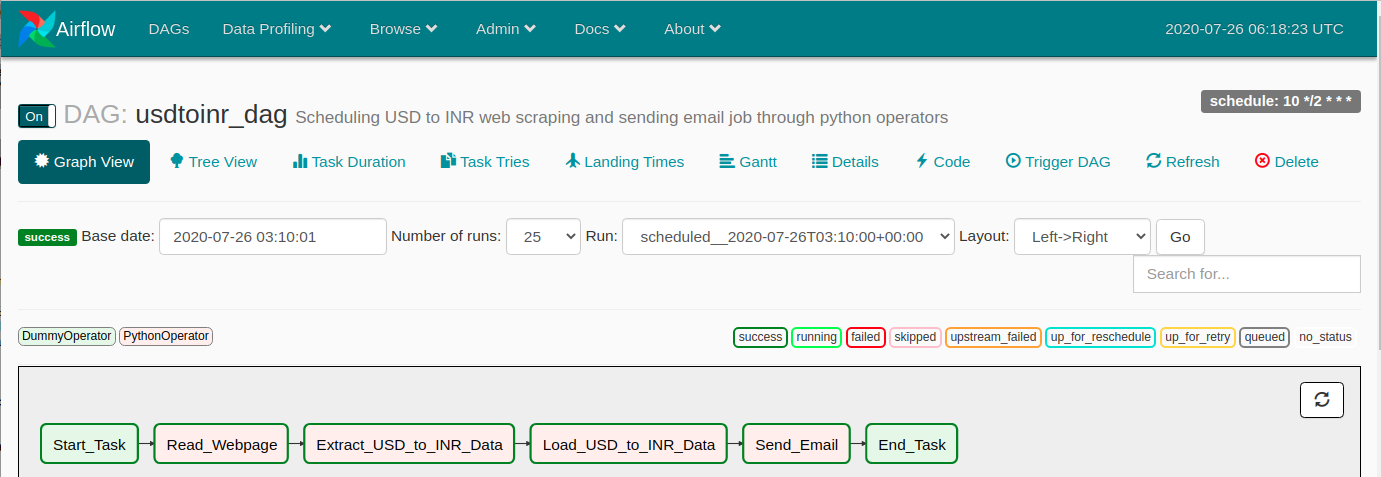 Airflow DAGs Data Profiling Browse Admin Docs About 2020-07-26 06:18:23 UTC
schedule: 10 */2 * * *
On DAG: usdtoinr_dag Scheduling USD to INR web scraping and sending email job through python operators
Graph View Tree View Task Duration Task Tries Landing Times Gantt Details Code Trigger DAG Refresh Delete
success Base date: 2020-07-26 03:10:01 Number of runs: 25 Run: scheduled__2020-07-26T03:10:00+00:00 Layout: Left->Right Go
Search for...
DummyOperator PythonOperator success running failed skipped upstream_failed up_for_reschedule up_for_retry queued no_status
Start_Task Read_Webpage Extract_USD_to_INR_Data Load_USD_to_INR_Data Send_Email End_Task